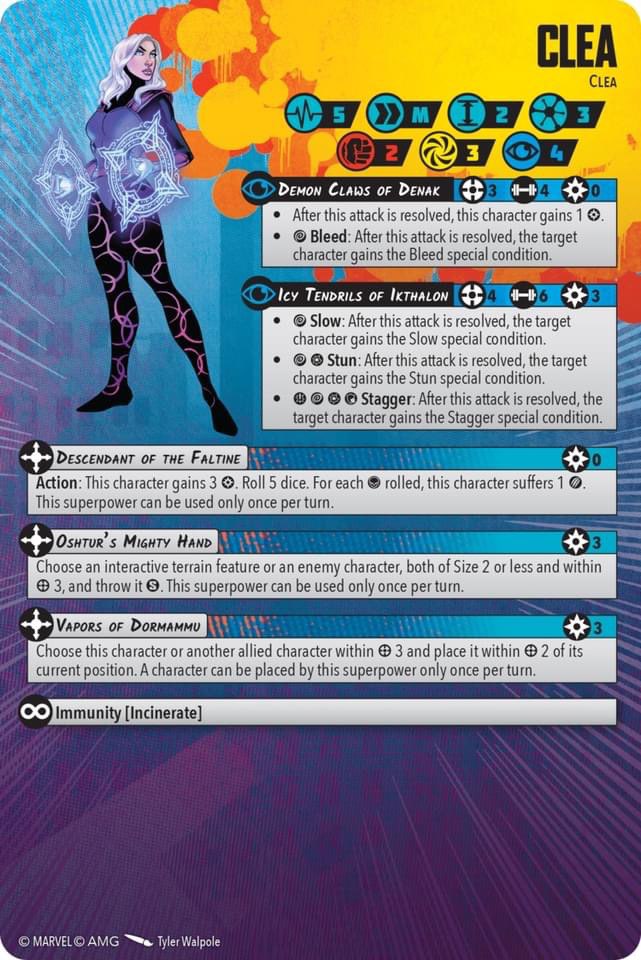 CLEA
CLEA
5 M 2 3
2 3 4
DEMON CLAWS OF DENAK 3 4 0
• After this attack is resolved, this character gains 1 .
• Bleed: After this attack is resolved, the target
character gains the Bleed special condition.
ICY TENDRILS OF IKTHALON 4 6 3
• Slow: After this attack is resolved, the target
character gains the Slow special condition.
• Stun: After this attack is resolved, the target
character gains the Stun special condition.
• Stagger: After this attack is resolved, the
target character gains the Stagger special condition.
DESCENDANT OF THE FALTINE 0
Action: This character gains 3 . Roll 5 dice. For each rolled, this character suffers 1 .
This superpower can be used only once per turn.
OSHTUR'S MIGHTY HAND 3
Choose an interactive terrain feature or an enemy character, both of Size 2 or less and within
3, and throw it S. This superpower can be used only once per turn.
VAPORS OF DORMAMMU 3
Choose this character or another allied character within 3 and place it within 2 of its
current position. A character can be placed by this superpower only once per turn.
Immunity [Incinerate]
© MARVEL © AMG Tyler Walpole